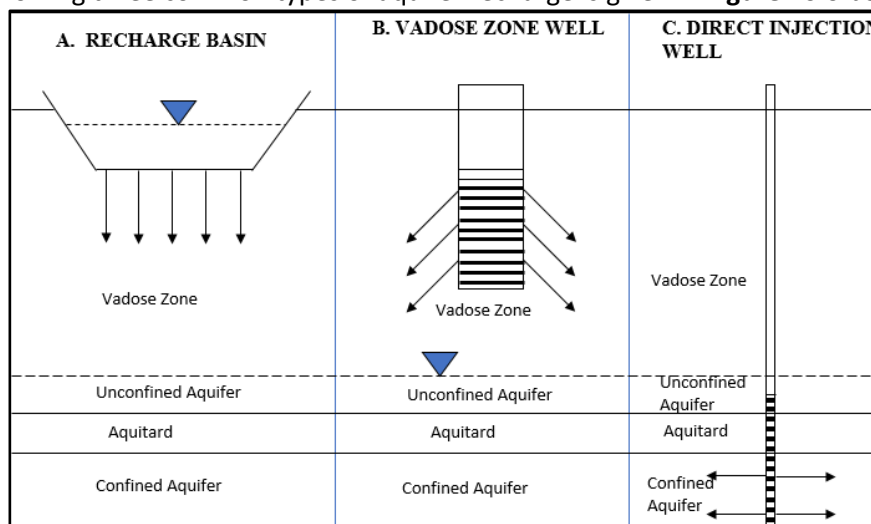 A. RECHARGE BASIN
B. VADOSE ZONE WELL
C. DIRECT INJECTION
WELL
Vadose Zone
Vadose Zone
Vadose Zone
Unconfined Aquifer
Unconfined Aquifer
Unconfined
Aquifer
Aquitard
Aquitard
Aquitard
Confined Aquifer
Confined Aquifer
Confined
Aquifer